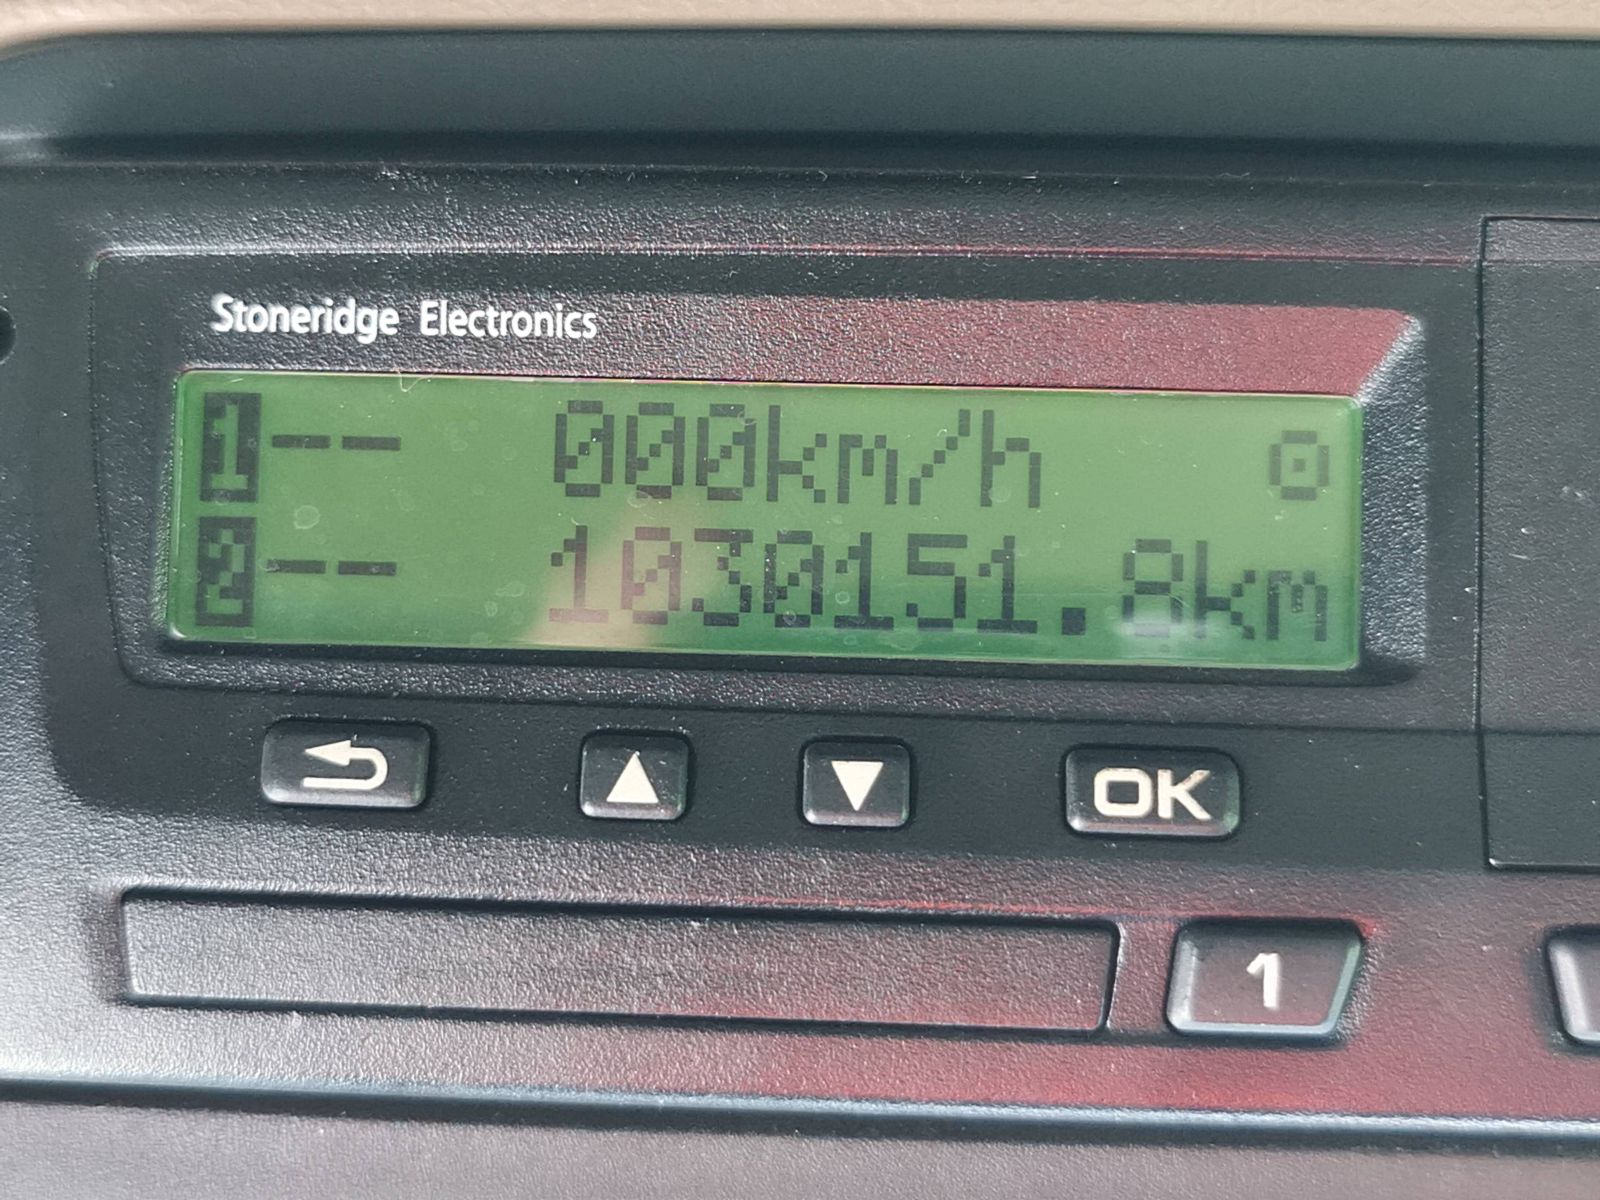 Stoneridge Electronics
1-- 000km/h
2-- 1030151.8km
OK
1